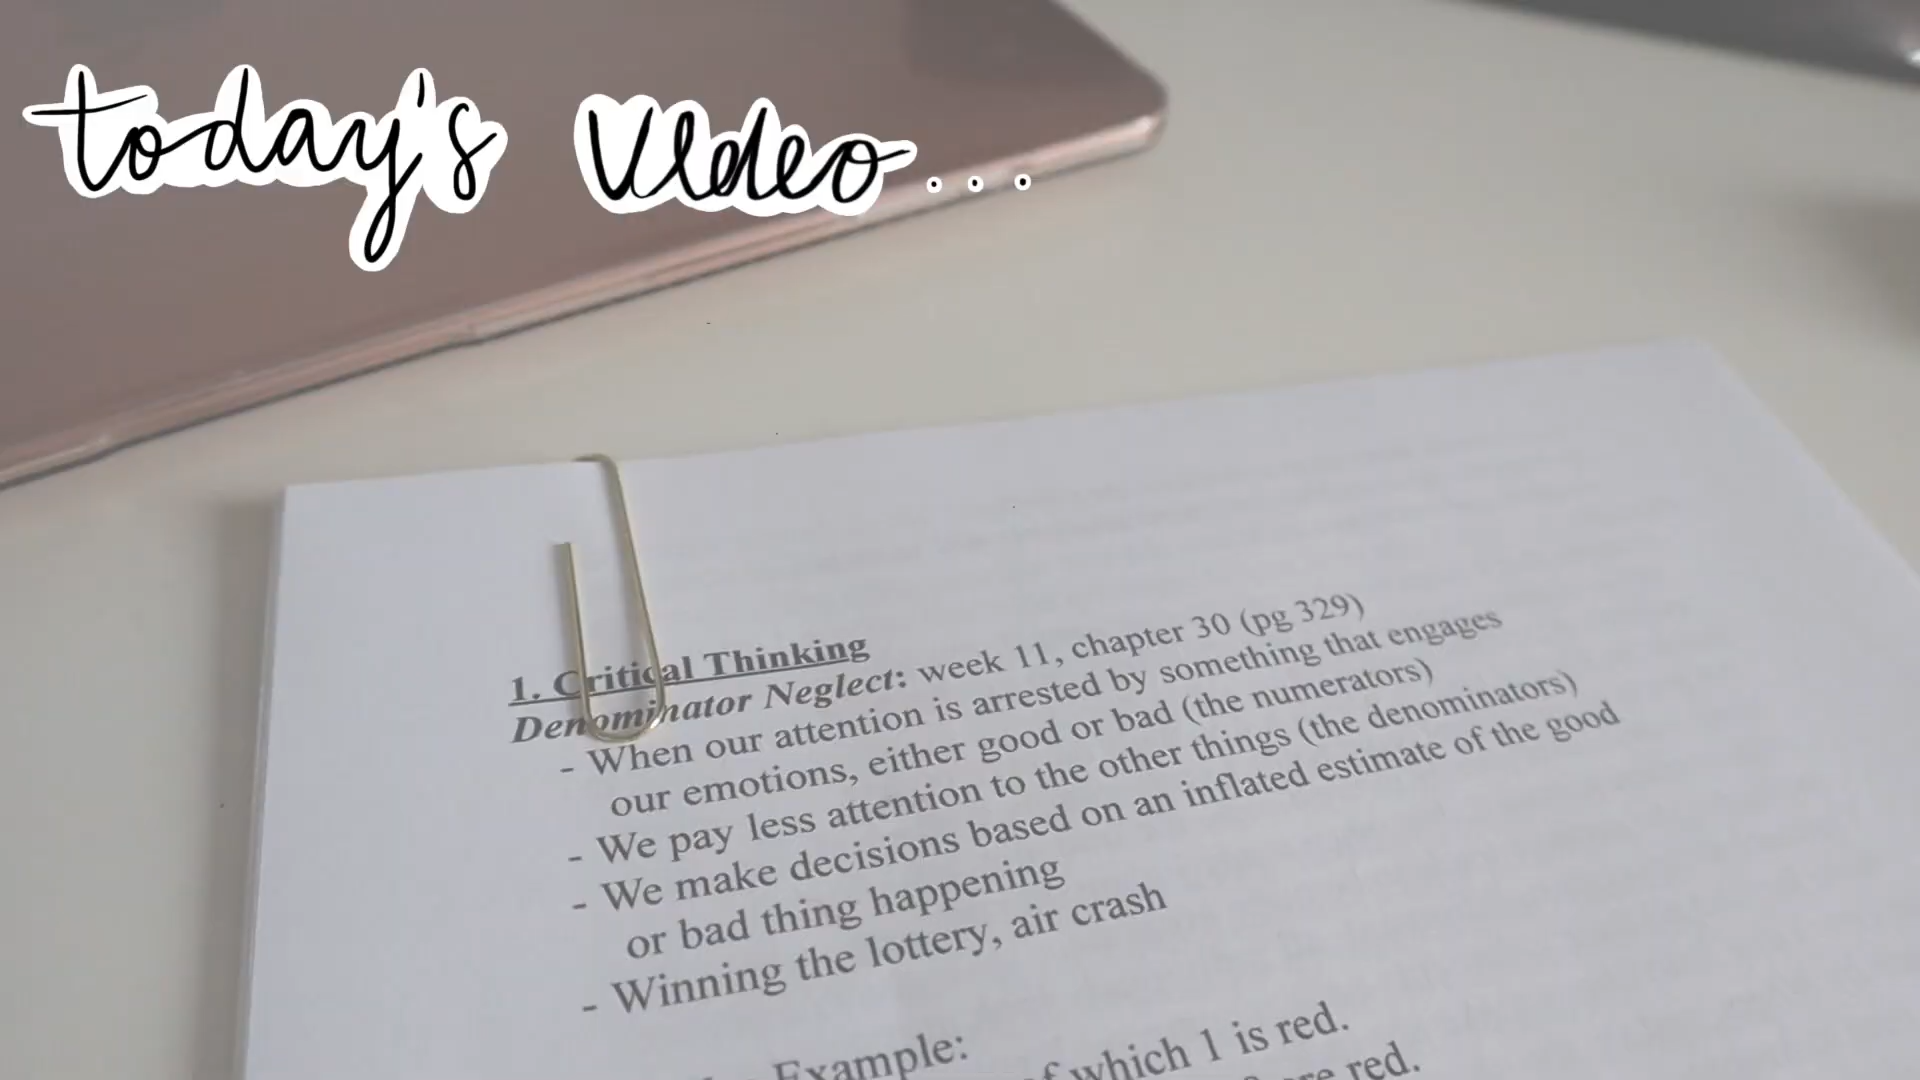 today's video...
1. Critical Thinking
Denominator Neglect: week 11, chapter 30 (pg 329)
- When our attention is arrested by something that engages
our emotions, either good or bad (the numerators)
- We pay less attention to the other things (the denominators)
- We make decisions based on an inflated estimate of the good
or bad thing happening
- Winning the lottery, air crash
Example:
which 1 is red.
red.